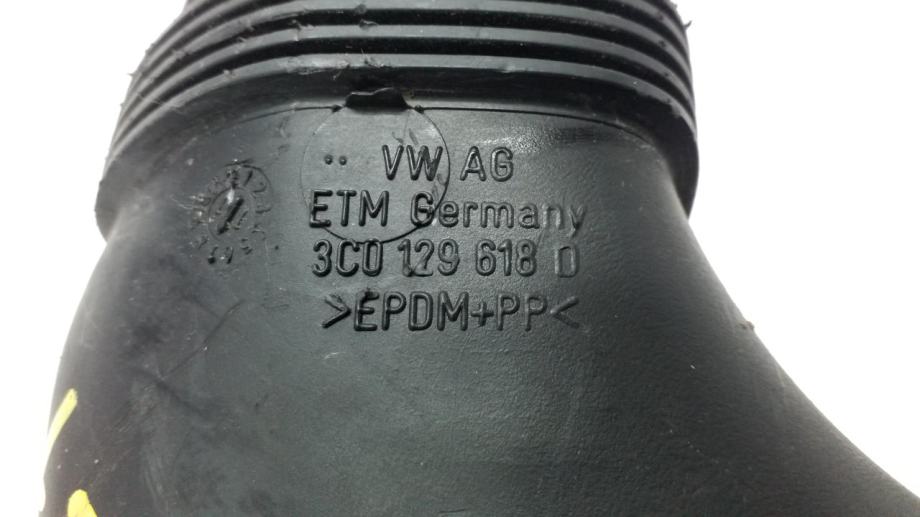 VW AG
ETM Germany
3C0 129 618 D
>EPDM+PP<